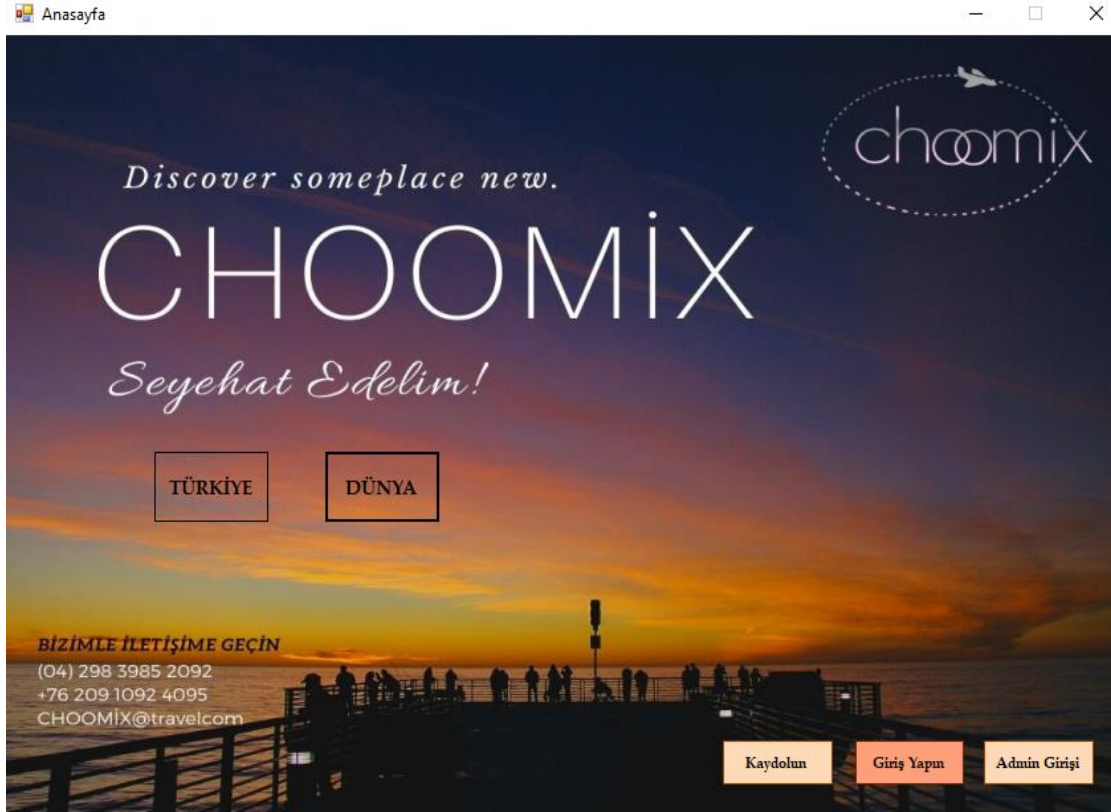 Anasayfa
choomix
Discover someplace new.
CHOOMİX
Seyehat Edelim!
TÜRKİYE
DÜNYA
BİZİMLE İLETİŞİME GEÇİN
(04) 298 3985 2092
+76 209 1092 4095
CHOOMİX@travelcom
Kaydolun
Giriş Yapın
Admin Girişi